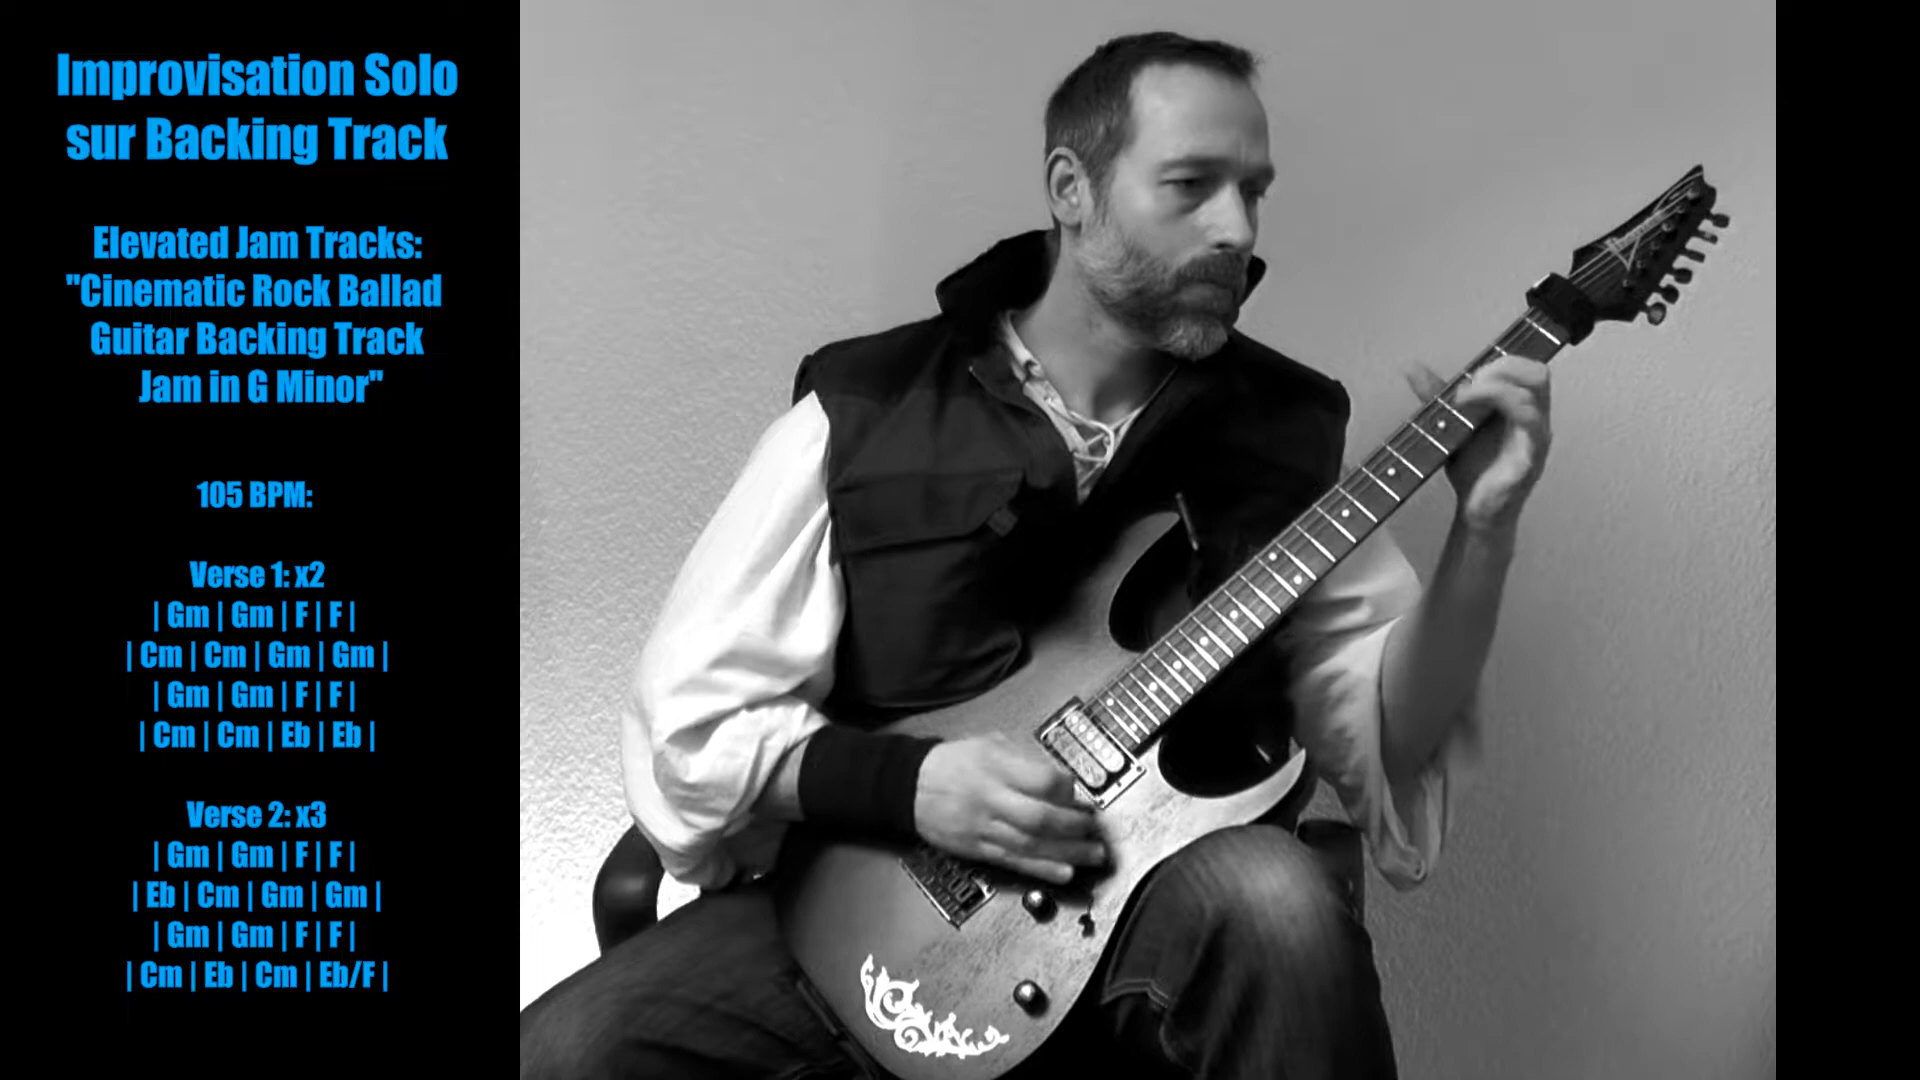 Improvisation Solo
sur Backing Track
Elevated Jam Tracks:
"Cinematic Rock Ballad
Guitar Backing Track
Jam in G Minor"
105 BPM:
Verse 1: x2
| Gm | Gm | F | F |
| Cm | Cm | Gm | Gm |
| Gm | Gm | F | F |
| Cm | Cm | Eb | Eb |
Verse 2: x3
| Gm | Gm | F | F |
| Eb | Cm | Gm | Gm |
| Gm | Gm | F | F |
| Cm | Eb | Cm | Eb/F |
Ibanez